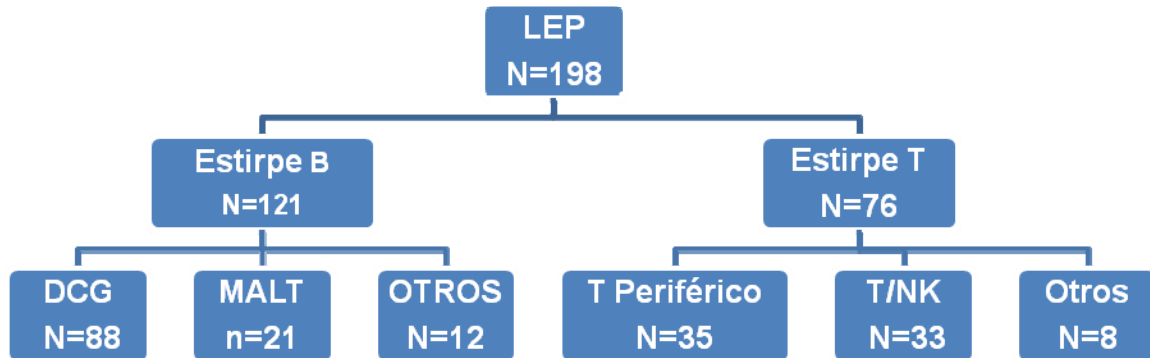 LEP
N=198
Estirpe B
N=121
Estirpe T
N=76
DCG
N=88
MALT
n=21
OTROS
N=12
T Periférico
N=35
T/NK
N=33
Otros
N=8